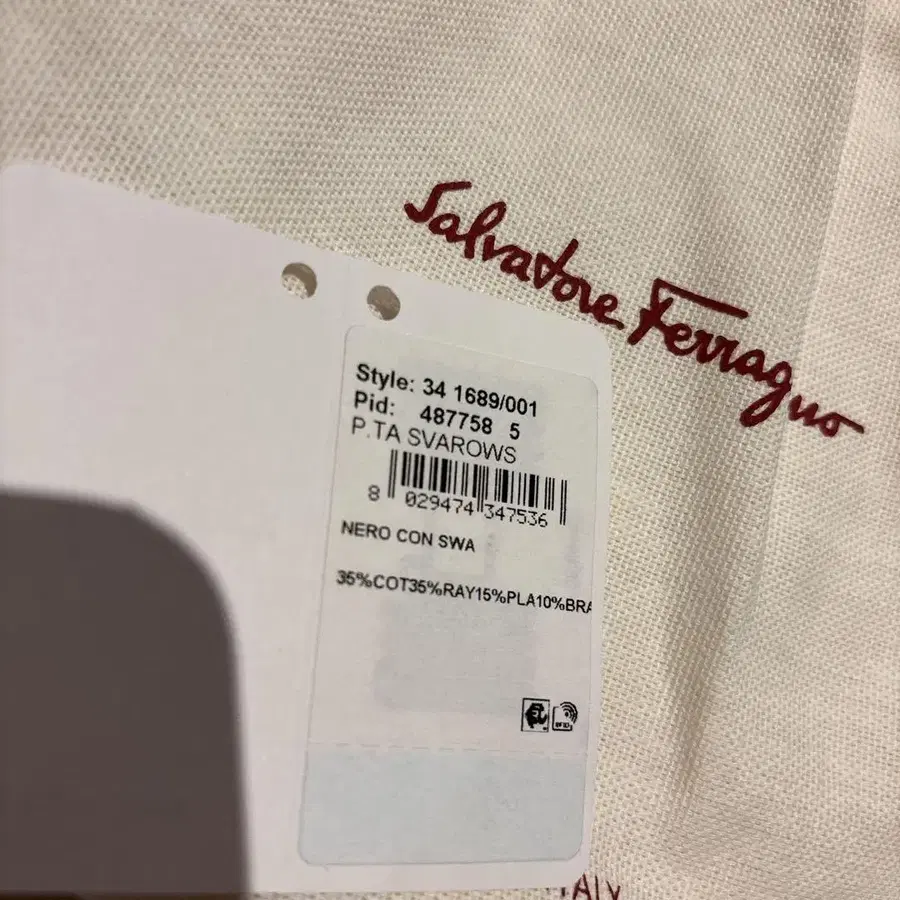 Salvatore Ferragamo
Style: 34 1689/001
Pid: 487758 5
P.TA SVAROWS
8 029474 347536
NERO CON SWA
35%COT35%RAY15%PLA10%BRA